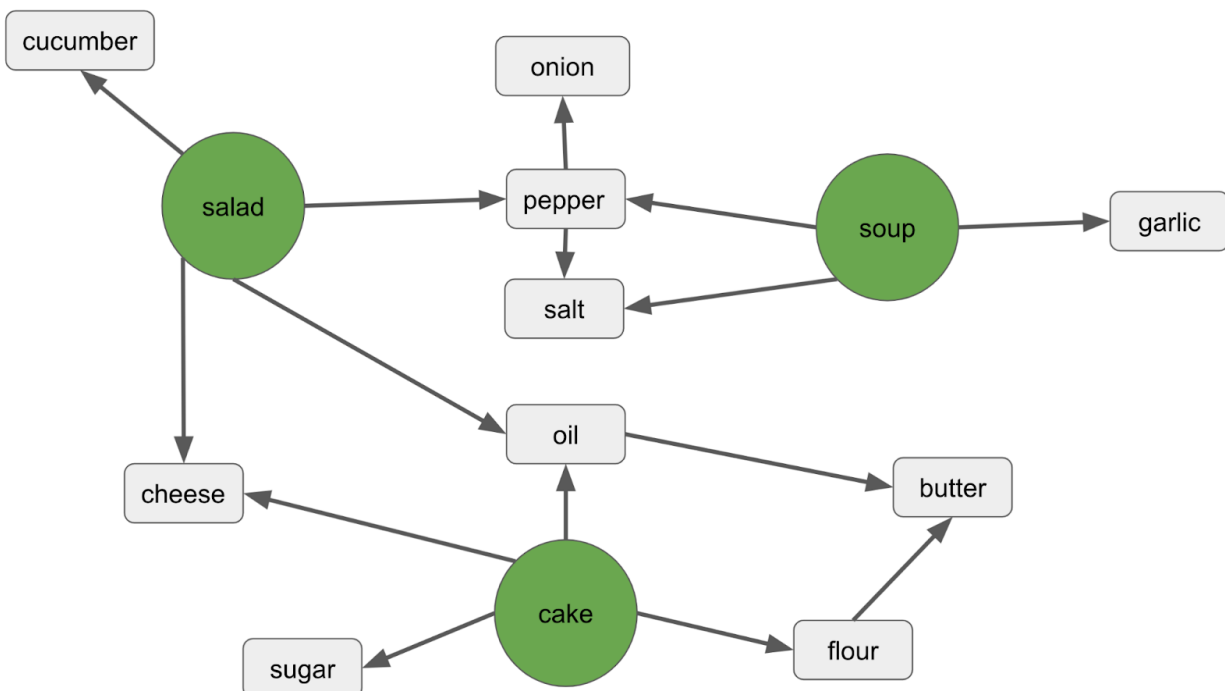 cucumber
onion
salad
pepper
soup
garlic
salt
oil
cheese
butter
cake
flour
sugar